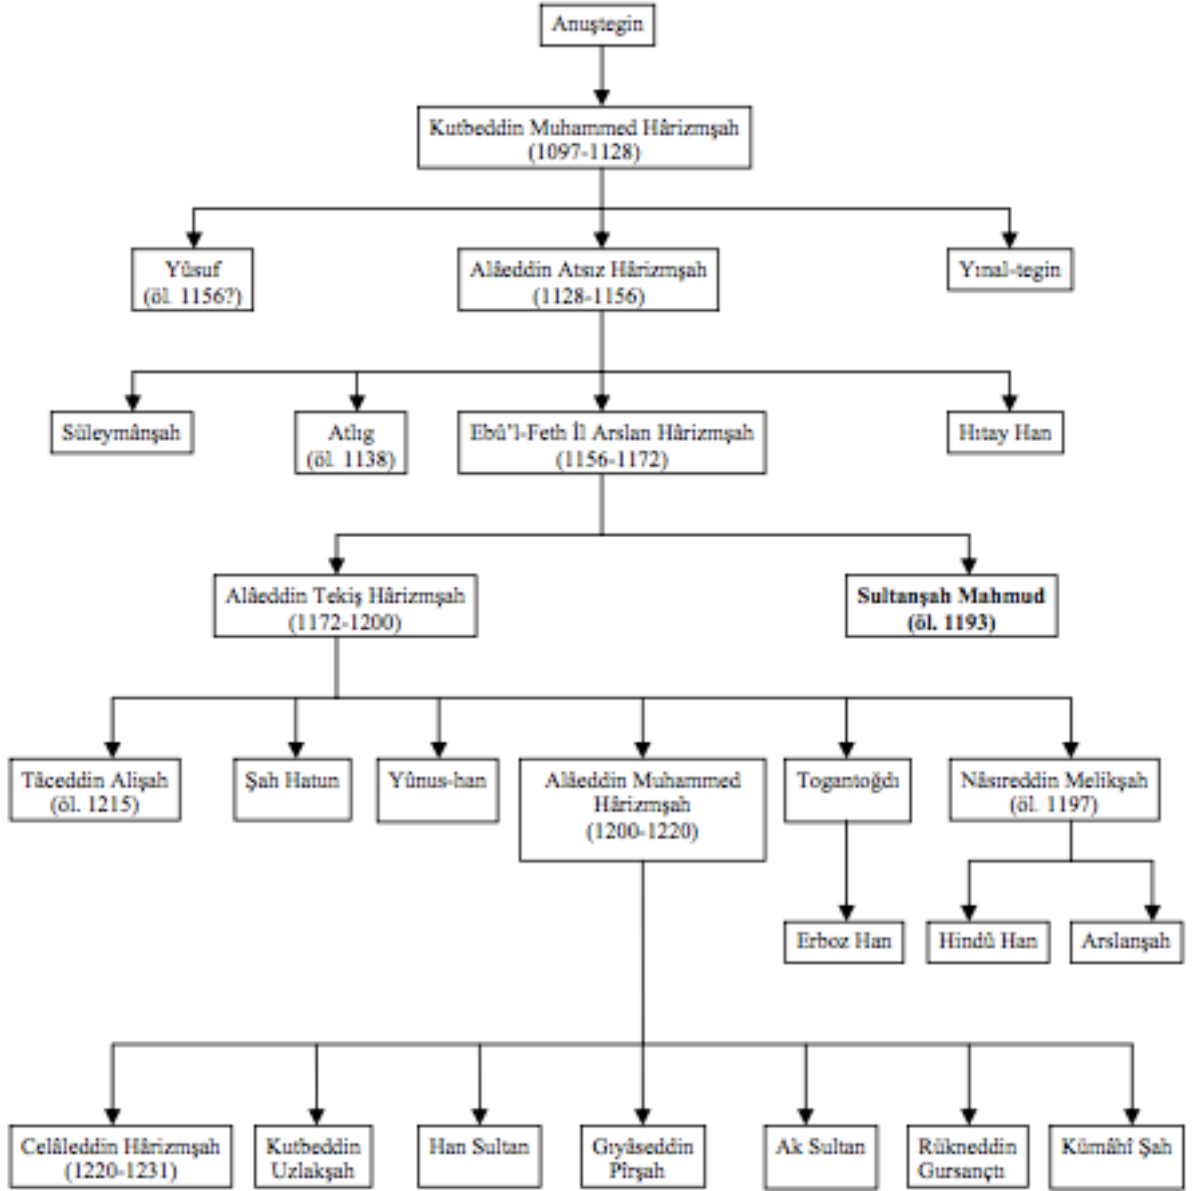 Anuştegin
Kutbeddin Muhammed Hârizmşah
(1097-1128)
Yûsuf
(öl. 1156?)
Alâeddin Atsız Hârizmşah
(1128-1156)
Yınal-tegin
Süleymânşah
Atlıg
(öl. 1138)
Ebû’l-Feth İl Arslan Hârizmşah
(1156-1172)
Hıtay Han
Alâeddin Tekiş Hârizmşah
(1172-1200)
Sultanşah Mahmud
(öl. 1193)
Tâceddin Alişah
(öl. 1215)
Şah Hatun
Yûnus-han
Alâeddin Muhammed
Hârizmşah
(1200-1220)
Togantoğdı
Nâsıreddin Melikşah
(öl. 1197)
Erboz Han
Hindû Han
Arslanşah
Celâleddin Hârizmşah
(1220-1231)
Kutbeddin
Uzlakşah
Han Sultan
Gıyâseddin
Pîrşah
Ak Sultan
Rükneddin
Gursançtı
Kümâhî Şah